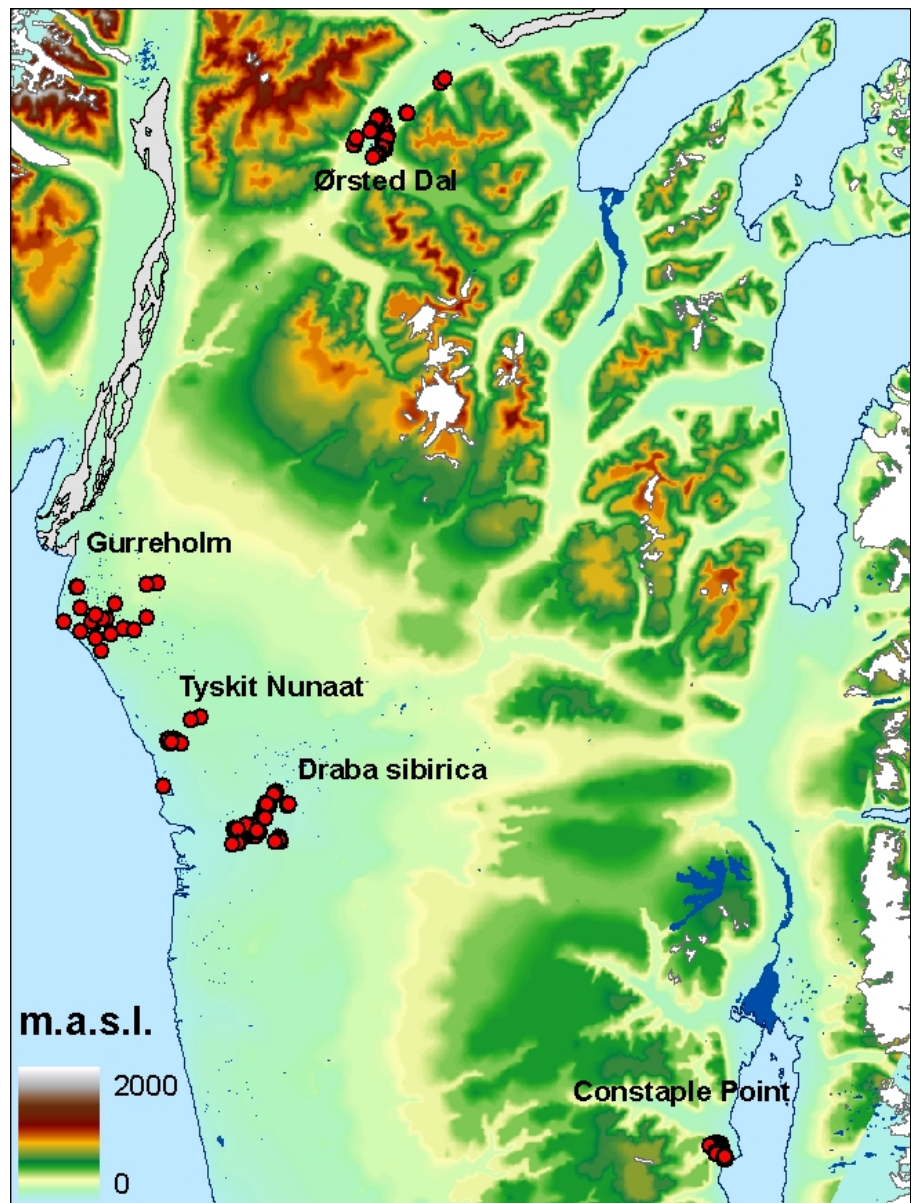 Ørsted Dal
Gurreholm
Tyskit Nunaat
Draba sibirica
m.a.s.l.
2000
0
Constaple Point